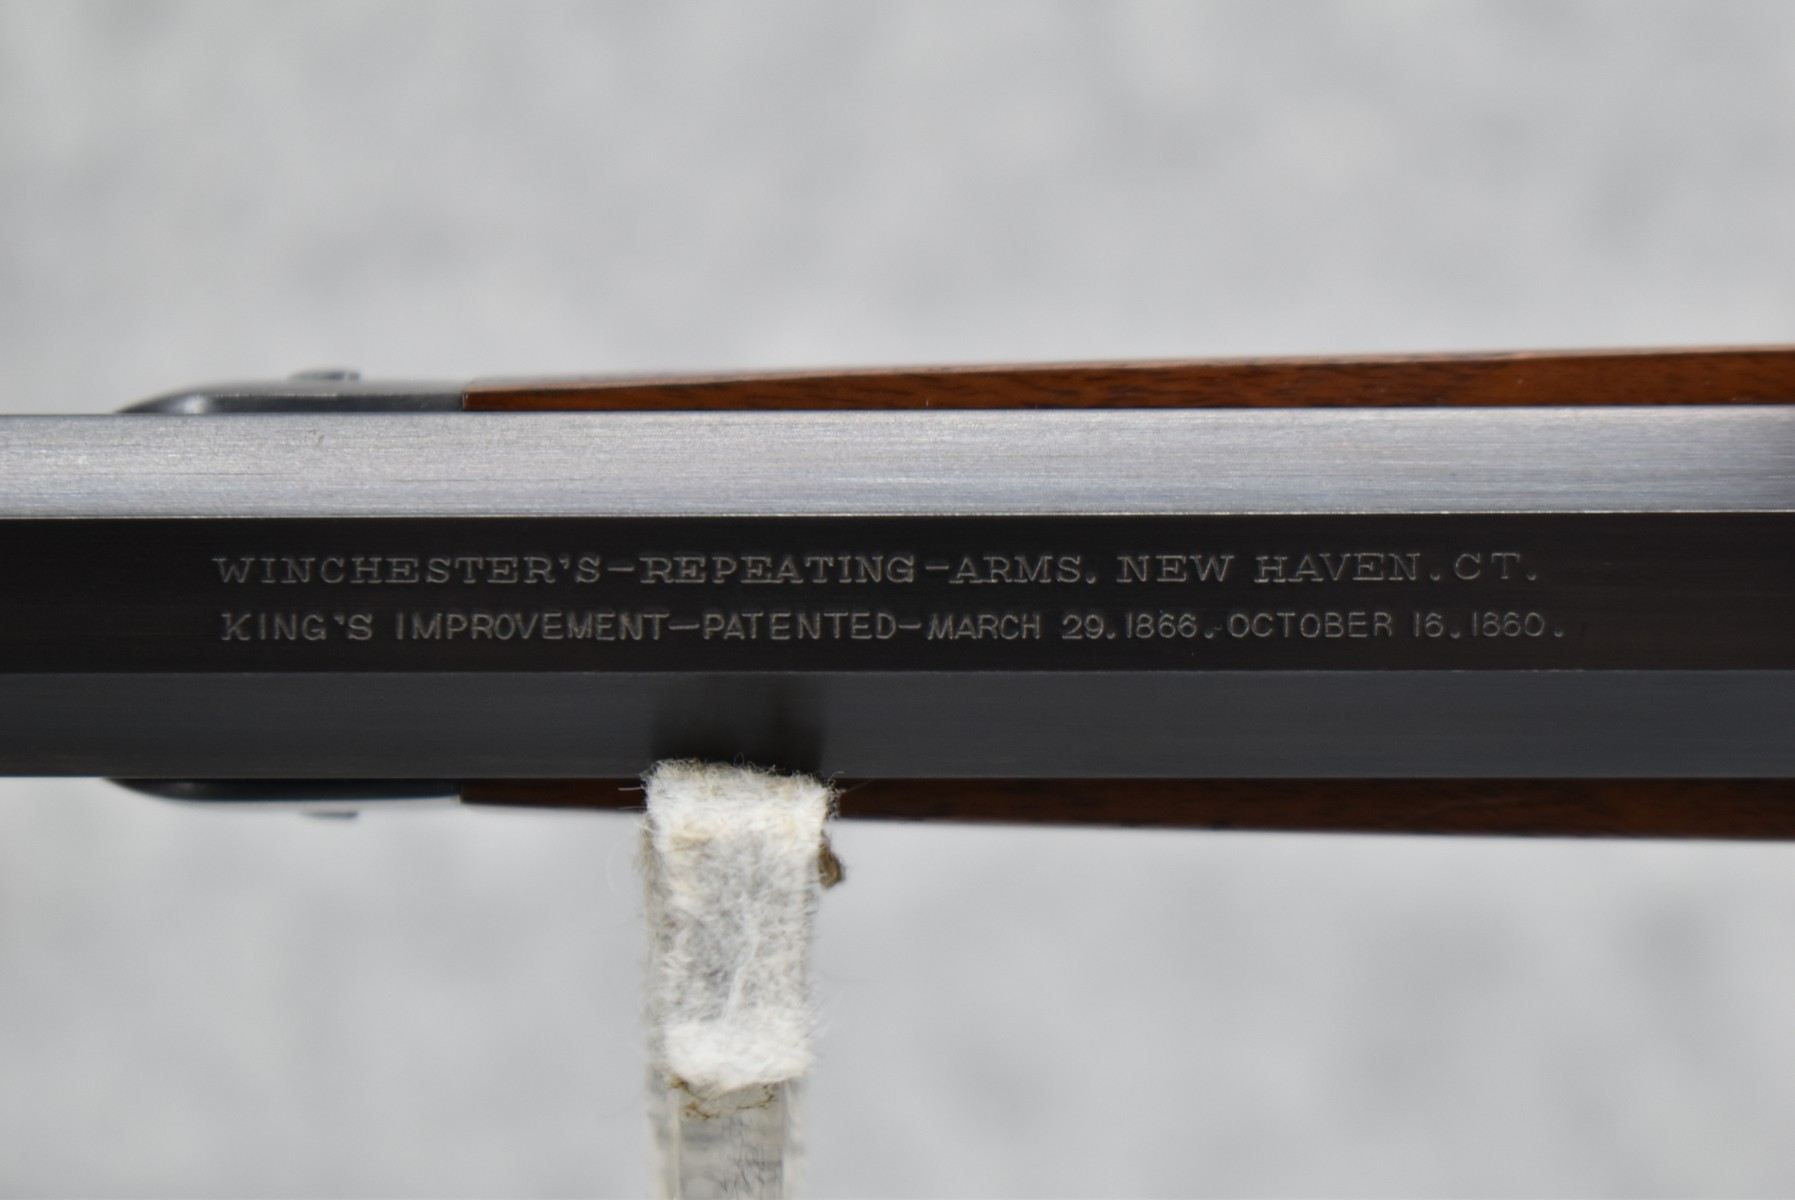 WINCHESTER'S-REPEATING-ARMS. NEW HAVEN. CT.
KING'S IMPROVEMENT-PATENTED-MARCH 29. 1866. OCTOBER 16. 1860.